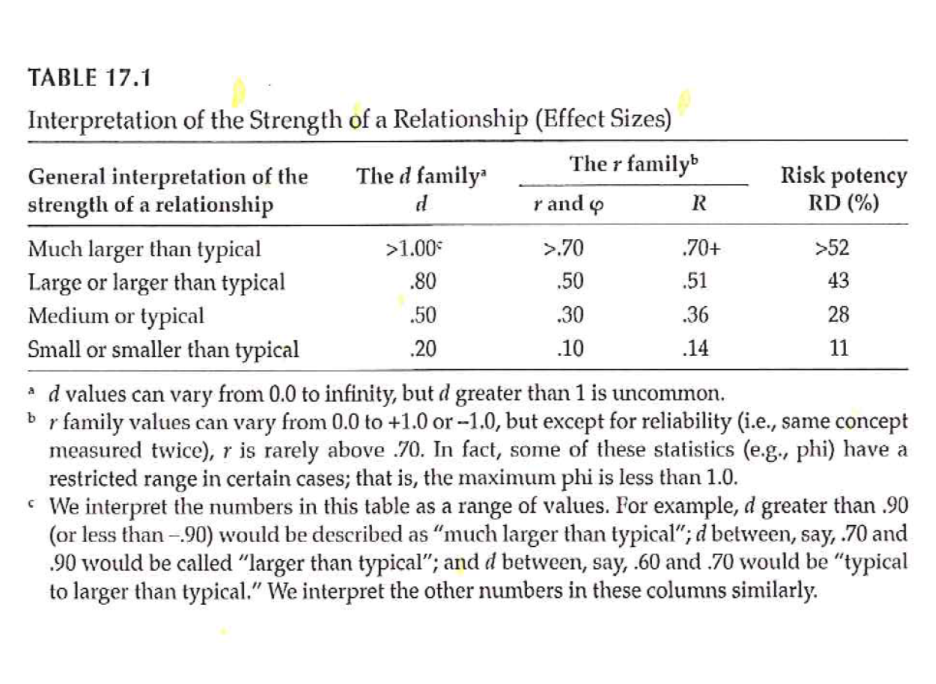 TABLE 17.1
Interpretation of the Strength of a Relationship (Effect Sizes)
General interpretation of the strength of a relationship The d familyᵃ d The r familyᵇ r and φ R Risk potency RD (%)
Much larger than typical >1.00ᶜ >.70 .70+ >52
Large or larger than typical .80 .50 .51 43
Medium or typical .50 .30 .36 28
Small or smaller than typical .20 .10 .14 11
ᵃ d values can vary from 0.0 to infinity, but d greater than 1 is uncommon.
ᵇ r family values can vary from 0.0 to +1.0 or –1.0, but except for reliability (i.e., same concept
measured twice), r is rarely above .70. In fact, some of these statistics (e.g., phi) have a
restricted range in certain cases; that is, the maximum phi is less than 1.0.
ᶜ We interpret the numbers in this table as a range of values. For example, d greater than .90
(or less than –.90) would be described as “much larger than typical”; d between, say, .70 and
.90 would be called “larger than typical”; and d between, say, .60 and .70 would be “typical
to larger than typical.” We interpret the other numbers in these columns similarly.